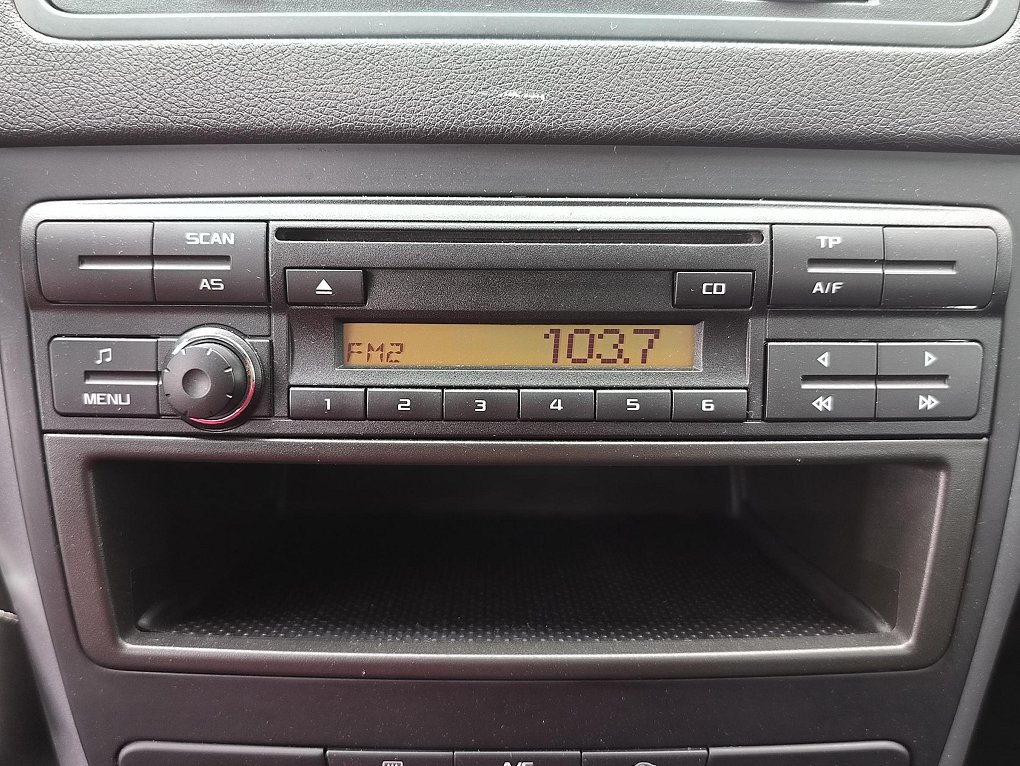 SCAN
AS
TP
A/F
CD
FM2 103.7
MENU
1 2 3 4 5 6